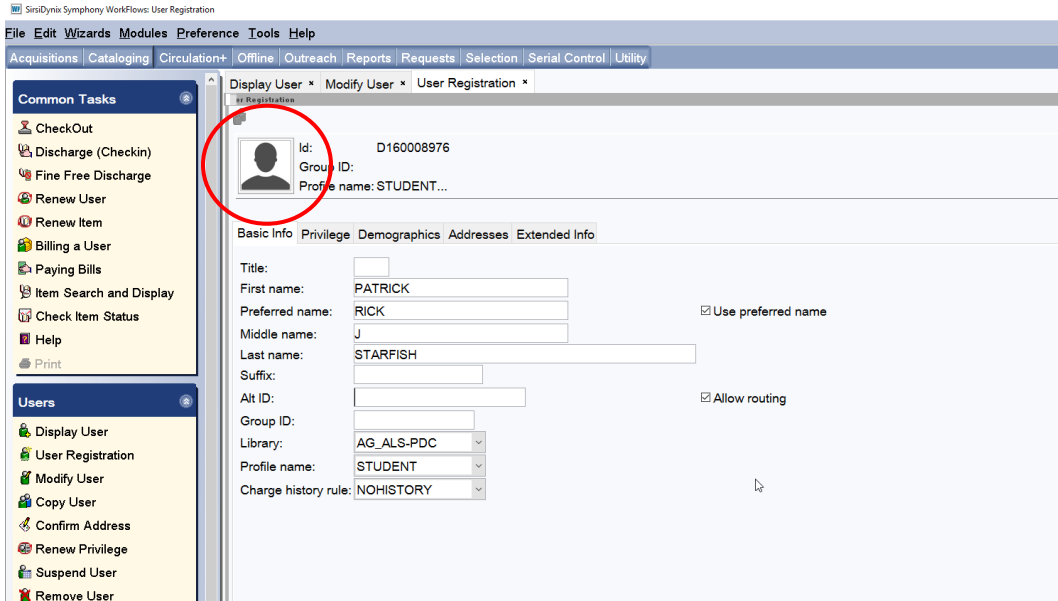 SirsiDynix Symphony WorkFlows: User Registration
File Edit Wizards Modules Preference Tools Help
Acquisitions Cataloging Circulation+ Offline Outreach Reports Requests Selection Serial Control Utility
Display User × Modify User × User Registration ×
er Registration
Common Tasks
CheckOut
Discharge (Checkin)
Fine Free Discharge
Renew User
Renew Item
Billing a User
Paying Bills
Item Search and Display
Check Item Status
Help
Print
Users
Display User
User Registration
Modify User
Copy User
Confirm Address
Renew Privilege
Suspend User
Remove User
Id: D160008976
Group ID:
Profile name: STUDENT...
Basic Info Privilege Demographics Addresses Extended Info
Title:
First name: PATRICK
Preferred name: RICK Use preferred name
Middle name: J
Last name: STARFISH
Suffix:
Alt ID: Allow routing
Group ID:
Library: AG_ALS-PDC
Profile name: STUDENT
Charge history rule: NOHISTORY